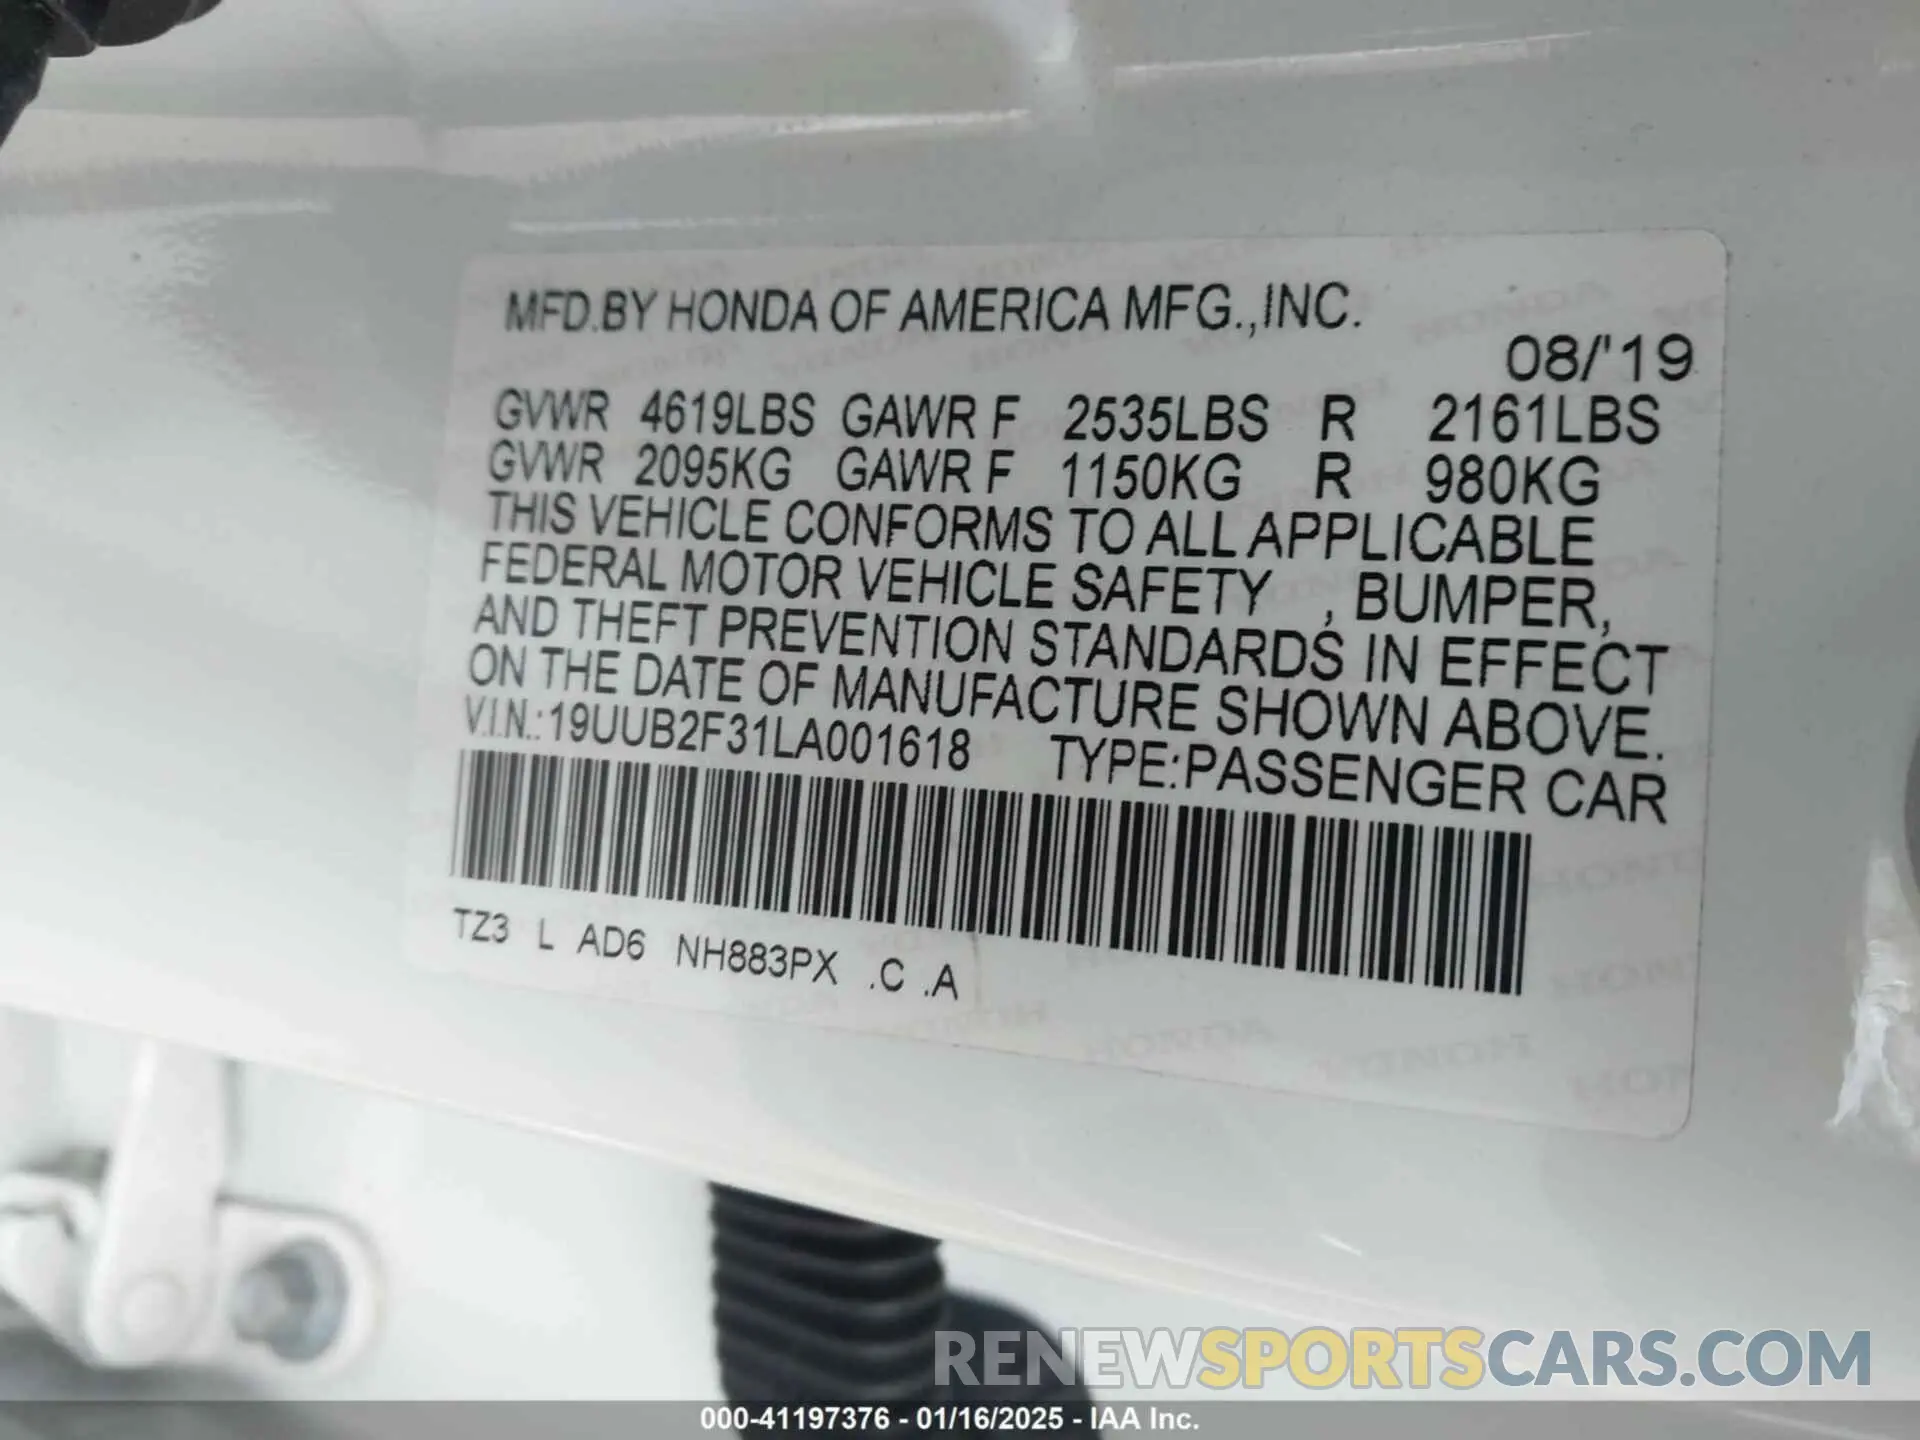 MFD.BY HONDA OF AMERICA MFG.,INC.
08/'19
GVWR 4619LBS GAWR F 2535LBS R 2161LBS
GVWR 2095KG GAWR F 1150KG R 980KG
THIS VEHICLE CONFORMS TO ALL APPLICABLE
FEDERAL MOTOR VEHICLE SAFETY , BUMPER,
AND THEFT PREVENTION STANDARDS IN EFFECT
ON THE DATE OF MANUFACTURE SHOWN ABOVE.
V.I.N.:19UUB2F31LA001618 TYPE:PASSENGER CAR
TZ3 L AD6 NH883PX .C .A
RENEWSPORTSCARS.COM
000-41197376 - 01/16/2025 - IAA Inc.